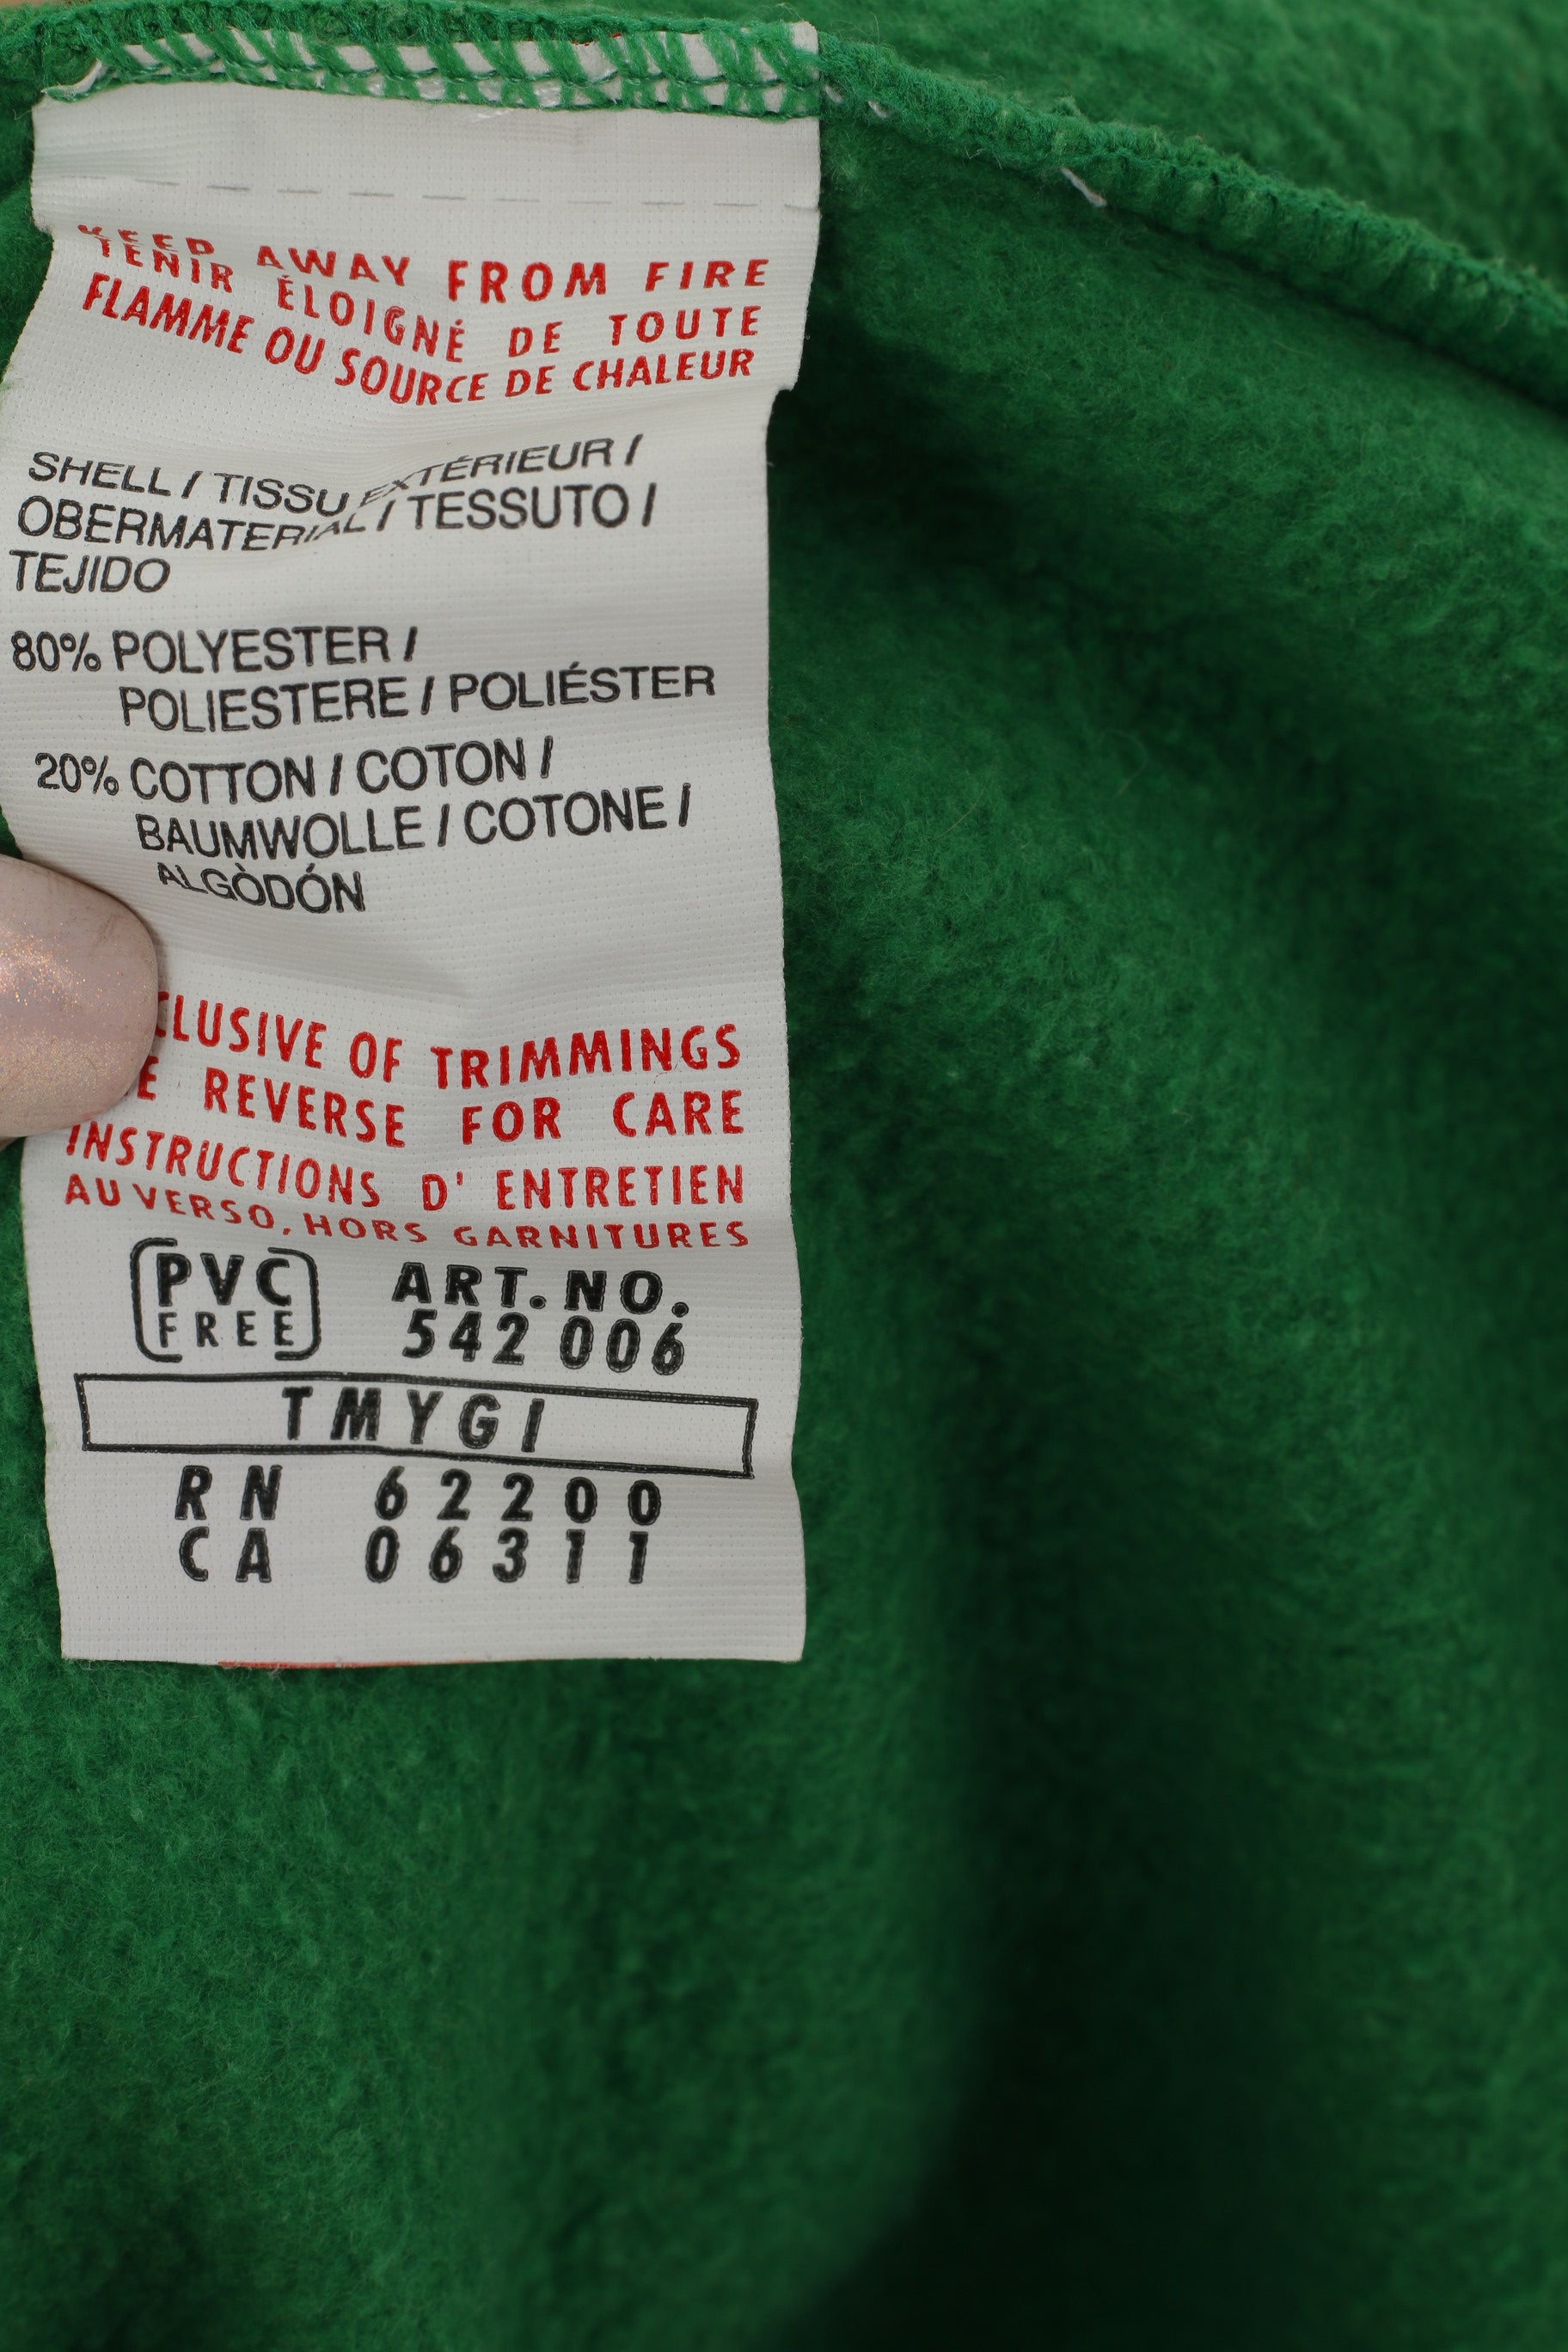 KEEP AWAY FROM FIRE
TENIR ÉLOIGNÉ DE TOUTE
FLAMME OU SOURCE DE CHALEUR
SHELL / TISSU EXTÉRIEUR /
OBERMATERIAL / TESSUTO /
TEJIDO
80% POLYESTER /
POLIESTERE / POLIÉSTER
20% COTTON / COTON /
BAUMWOLLE / COTONE /
ALGÒDÓN
CLUSIVE OF TRIMMINGS
E REVERSE FOR CARE
INSTRUCTIONS D' ENTRETIEN
AU VERSO, HORS GARNITURES
PVC
FREE
ART. NO.
542 006
TMYGI
RN 62200
CA 06311